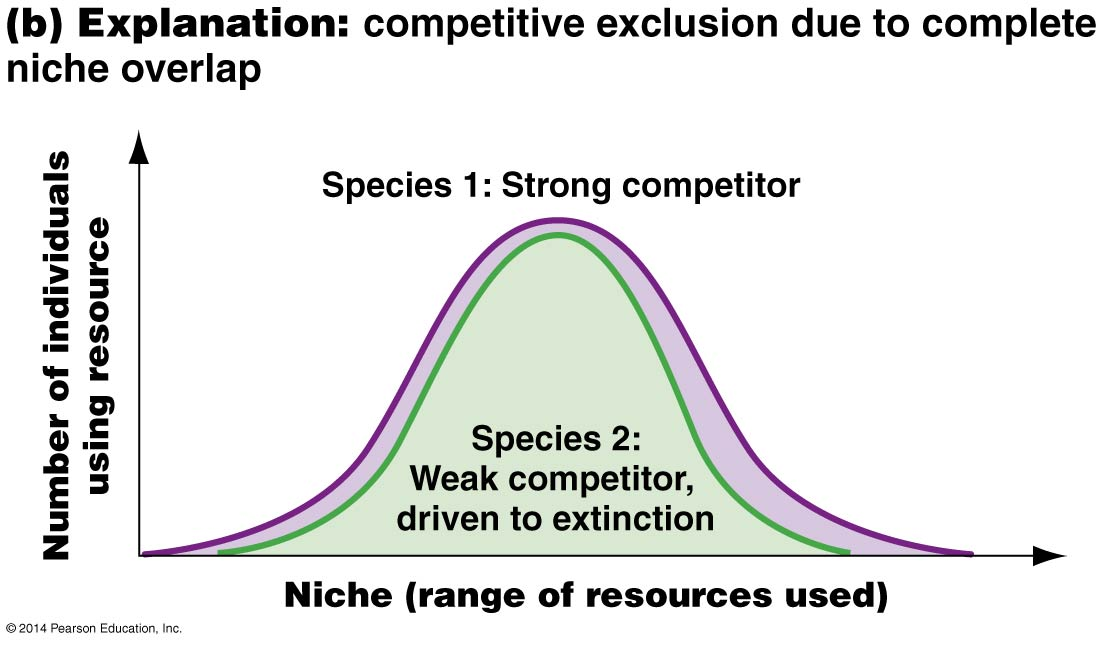 (b) Explanation: competitive exclusion due to complete
niche overlap
Number of individuals
using resource
Species 1: Strong competitor
Species 2:
Weak competitor,
driven to extinction
Niche (range of resources used)
© 2014 Pearson Education, Inc.